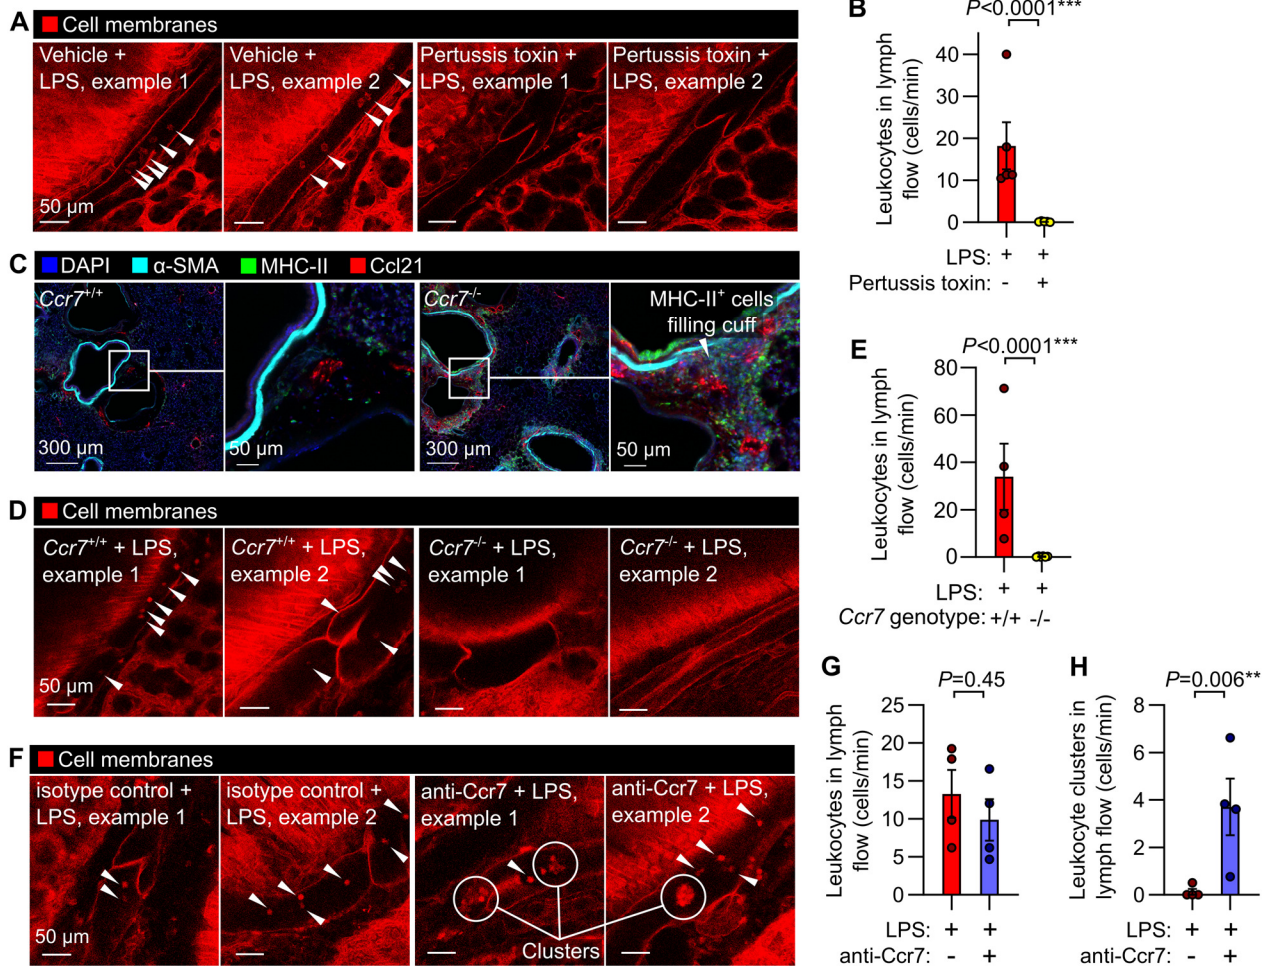 A
Cell membranes
Vehicle +
LPS, example 1
Vehicle +
LPS, example 2
Pertussis toxin +
LPS, example 1
Pertussis toxin +
LPS, example 2
50 µm
B
P<0.0001***
Leukocytes in lymph
flow (cells/min)
40
30
20
10
0
LPS: + +
Pertussis toxin: - +
C
DAPI α-SMA MHC-II Ccl21
Ccr7+/+
300 µm
50 µm
Ccr7-/-
300 µm
MHC-II+ cells
filling cuff
50 µm
E
P<0.0001***
Leukocytes in lymph
flow (cells/min)
80
60
40
20
0
LPS: + +
Ccr7 genotype: +/+ -/-
D
Cell membranes
Ccr7+/+ + LPS,
example 1
Ccr7+/+ + LPS,
example 2
Ccr7-/- + LPS,
example 1
Ccr7-/- + LPS,
example 2
50 µm
F
Cell membranes
isotype control +
LPS, example 1
isotype control +
LPS, example 2
anti-Ccr7 + LPS,
example 1
anti-Ccr7 + LPS,
example 2
Clusters
50 µm
G
P=0.45
Leukocytes in lymph
flow (cells/min)
25
20
15
10
5
0
LPS: + +
anti-Ccr7: - +
H
P=0.006**
Leukocyte clusters in
lymph flow (cells/min)
8
6
4
2
0
LPS: + +
anti-Ccr7: - +